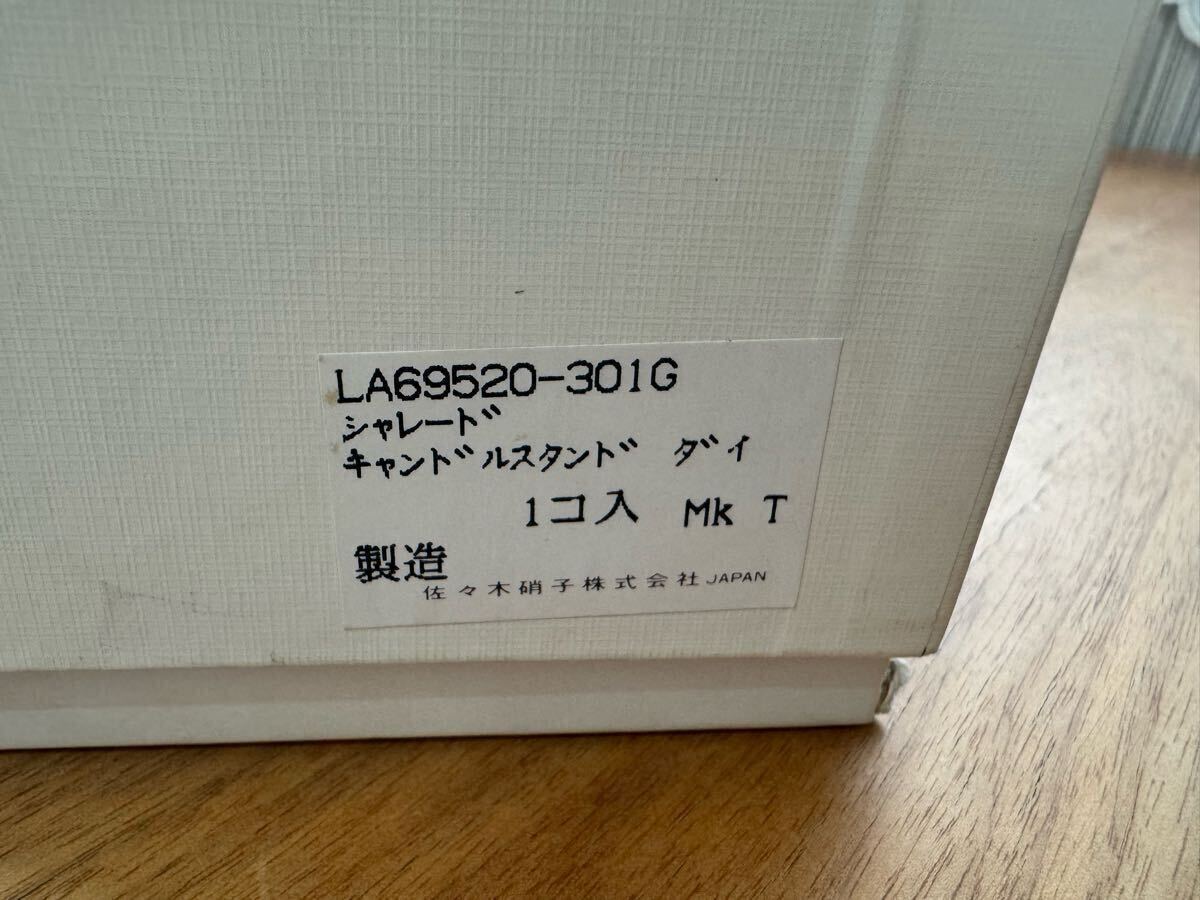 LA69520-301G
シャレード
キャンドルスタンド ダイ
1コ入 Mk T
製造
佐々木硝子株式会社 JAPAN